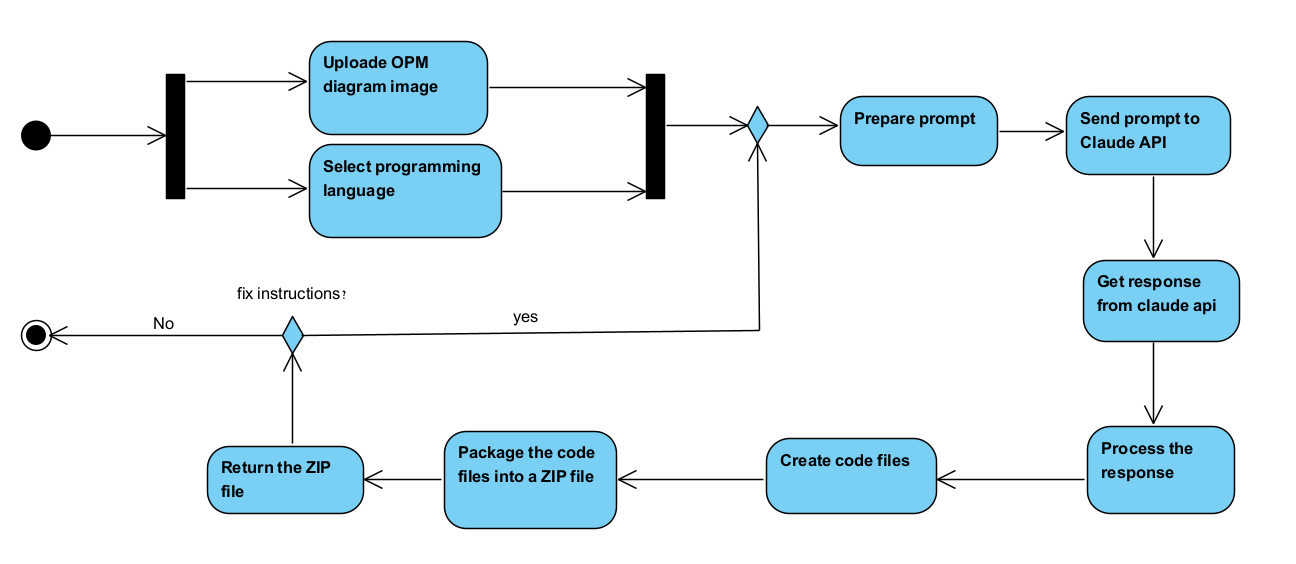 Uploade OPM
diagram image
Select programming
language
Prepare prompt
Send prompt to
Claude API
Get response
from claude api
Process the
response
Create code files
Package the code
files into a ZIP file
Return the ZIP
file
fix instructions?
yes
No